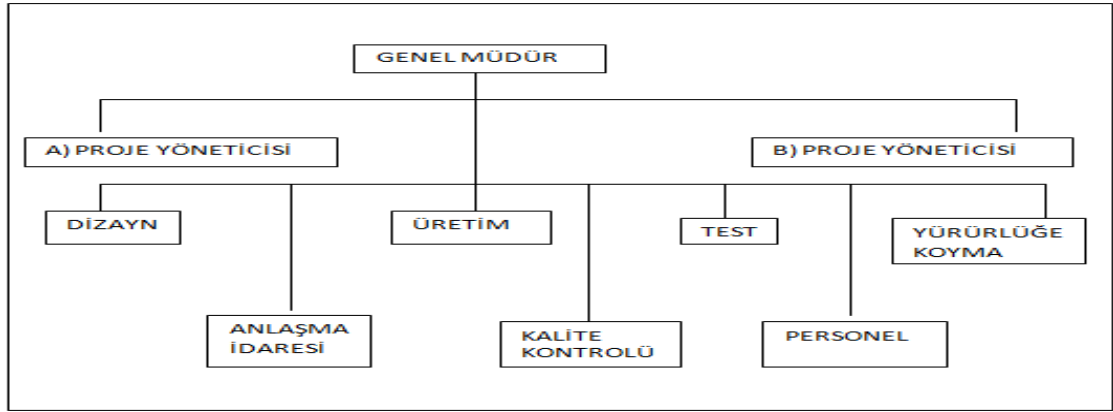 GENEL MÜDÜR
A) PROJE YÖNETİCİSİ
B) PROJE YÖNETİCİSİ
DİZAYN
ÜRETİM
TEST
YÜRÜRLÜĞE
KOYMA
ANLAŞMA
İDARESİ
KALİTE
KONTROLÜ
PERSONEL